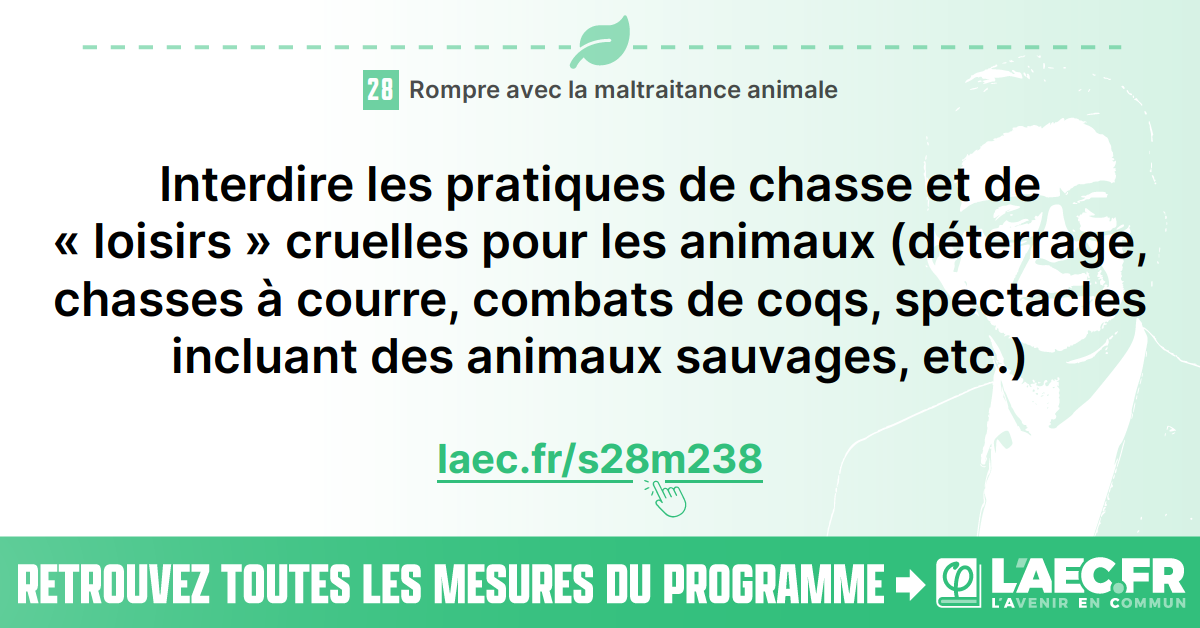 28 Rompre avec la maltraitance animale
Interdire les pratiques de chasse et de
« loisirs » cruelles pour les animaux (déterrage,
chasses à courre, combats de coqs, spectacles
incluant des animaux sauvages, etc.)
laec.fr/s28m238
RETROUVEZ TOUTES LES MESURES DU PROGRAMME
L'AEC.FR
L'AVENIR EN COMMUN